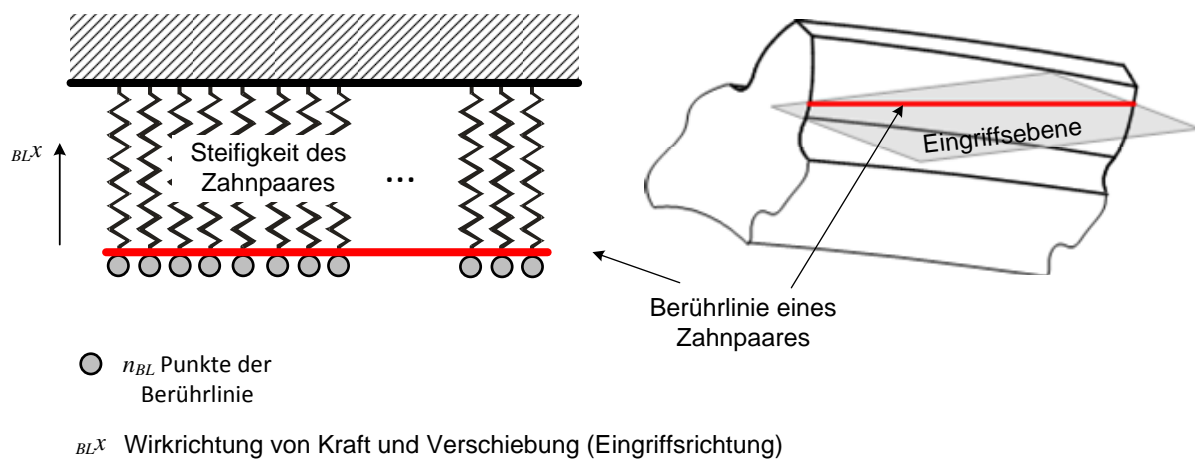 BLx
Steifigkeit des
Zahnpaares
...
Eingriffsebene
Berührlinie eines
Zahnpaares
nBL Punkte der
Berührlinie
BLx Wirkrichtung von Kraft und Verschiebung (Eingriffsrichtung)